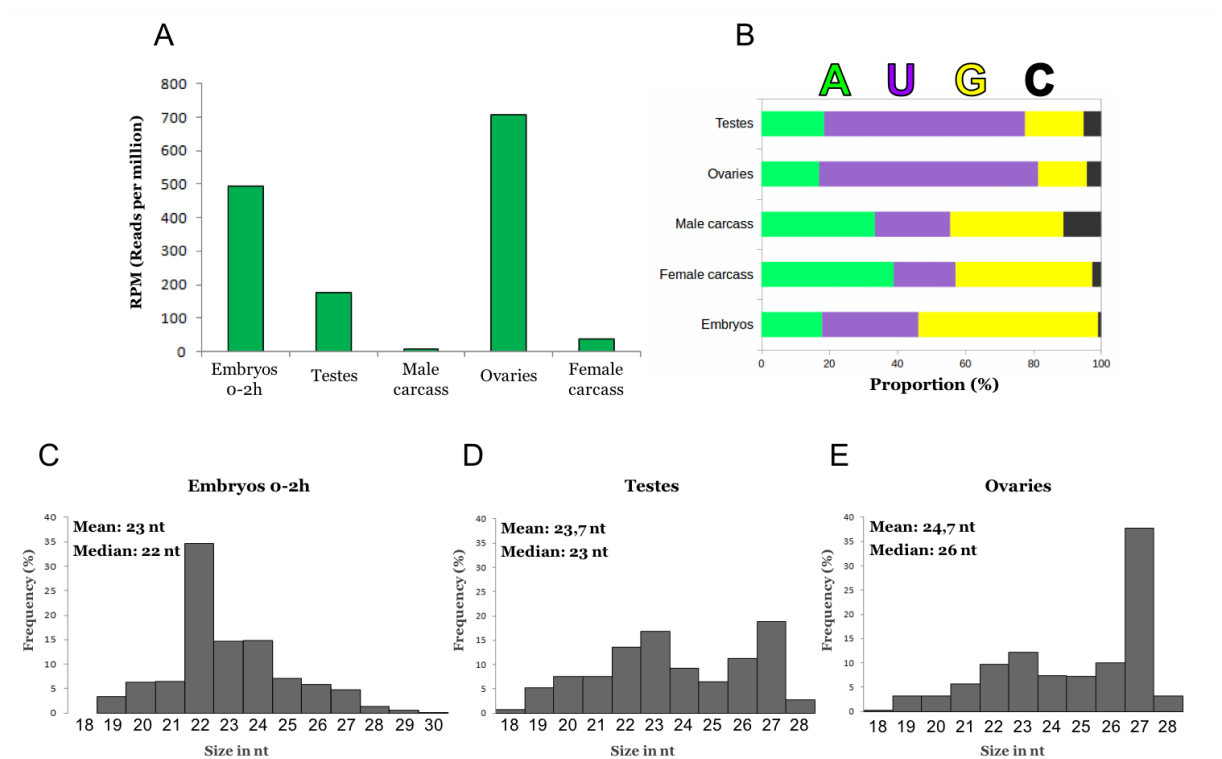 A
B
A U G C
800
700
600
500
400
300
200
100
0
RPM (Reads per million)
Embryos
0-2h
Testes
Male
carcass
Ovaries
Female
carcass
Testes
Ovaries
Male carcass
Female carcass
Embryos
0 20 40 60 80 100
Proportion (%)
C
Embryos 0-2h
Mean: 23 nt
Median: 22 nt
40
35
30
25
20
15
10
5
0
Frequency (%)
18 19 20 21 22 23 24 25 26 27 28 29 30
Size in nt
D
Testes
Mean: 23,7 nt
Median: 23 nt
40
35
30
25
20
15
10
5
0
Frequency (%)
18 19 20 21 22 23 24 25 26 27 28
Size in nt
E
Ovaries
Mean: 24,7 nt
Median: 26 nt
40
35
30
25
20
15
10
5
0
Frequency (%)
18 19 20 21 22 23 24 25 26 27 28
Size in nt